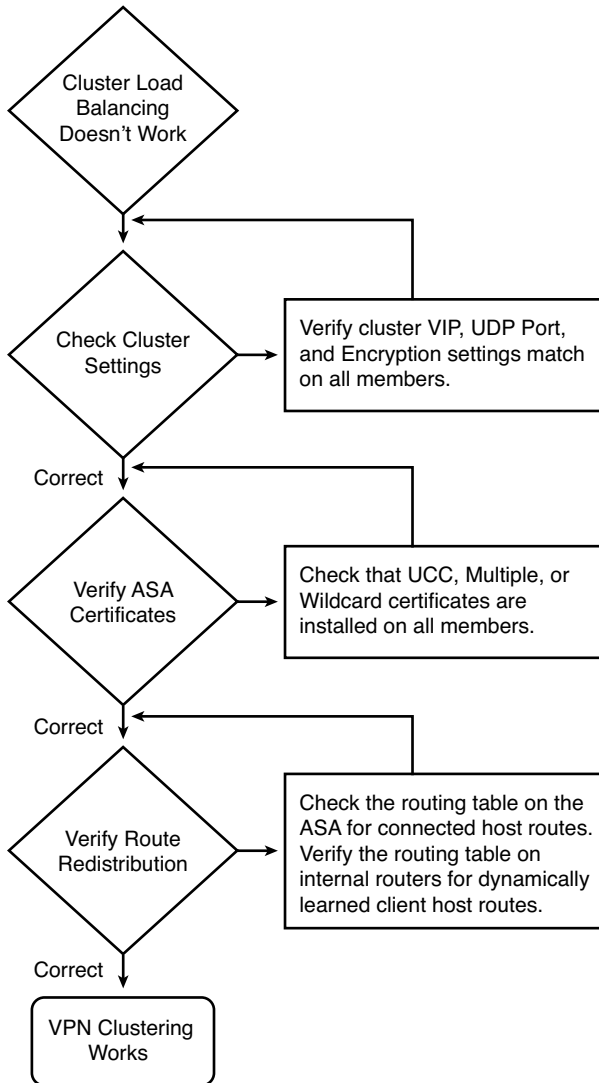 Cluster Load
Balancing
Doesn't Work
Check Cluster
Settings
Verify cluster VIP, UDP Port,
and Encryption settings match
on all members.
Correct
Verify ASA
Certificates
Check that UCC, Multiple, or
Wildcard certificates are
installed on all members.
Correct
Verify Route
Redistribution
Check the routing table on the
ASA for connected host routes.
Verify the routing table on
internal routers for dynamically
learned client host routes.
Correct
VPN Clustering
Works